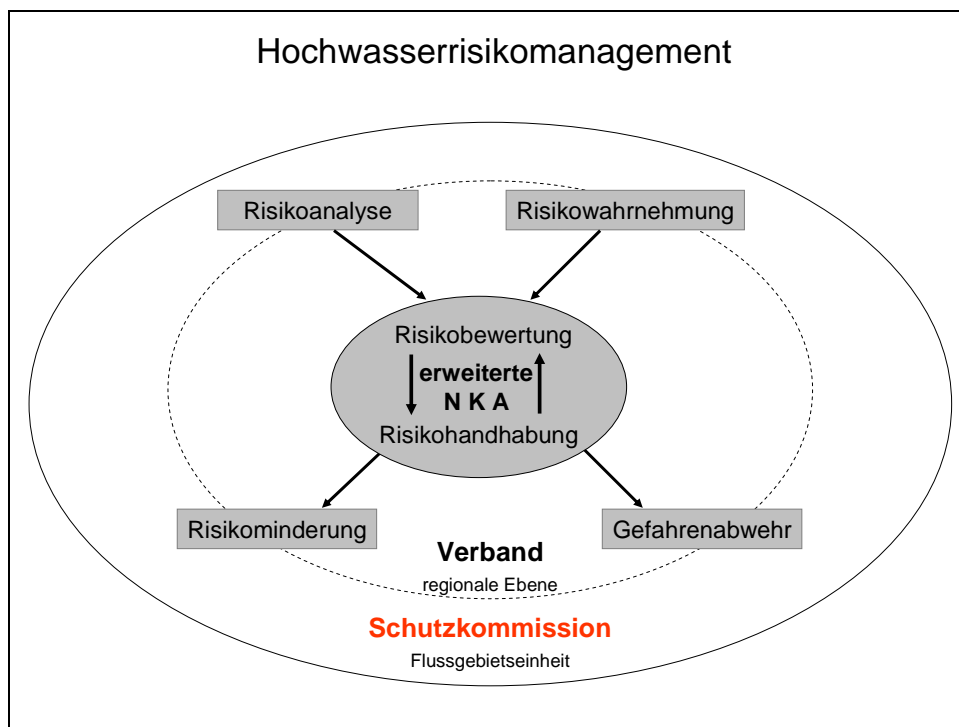 Hochwasserrisikomanagement
Risikoanalyse
Risikowahrnehmung
Risikobewertung
erweiterte
N K A
Risikohandhabung
Risikominderung
Gefahrenabwehr
Verband
regionale Ebene
Schutzkommission
Flussgebietseinheit